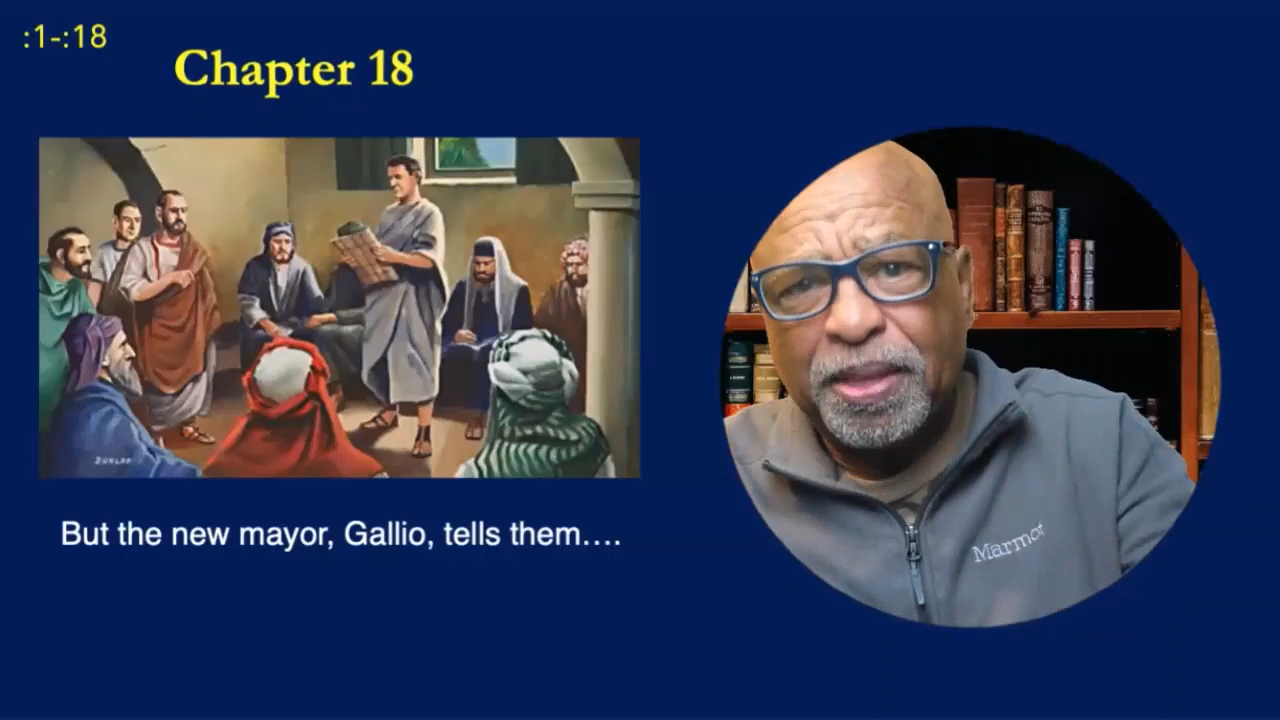 :1-:18
Chapter 18
DUNLAP
But the new mayor, Gallio, tells them….
Marmot